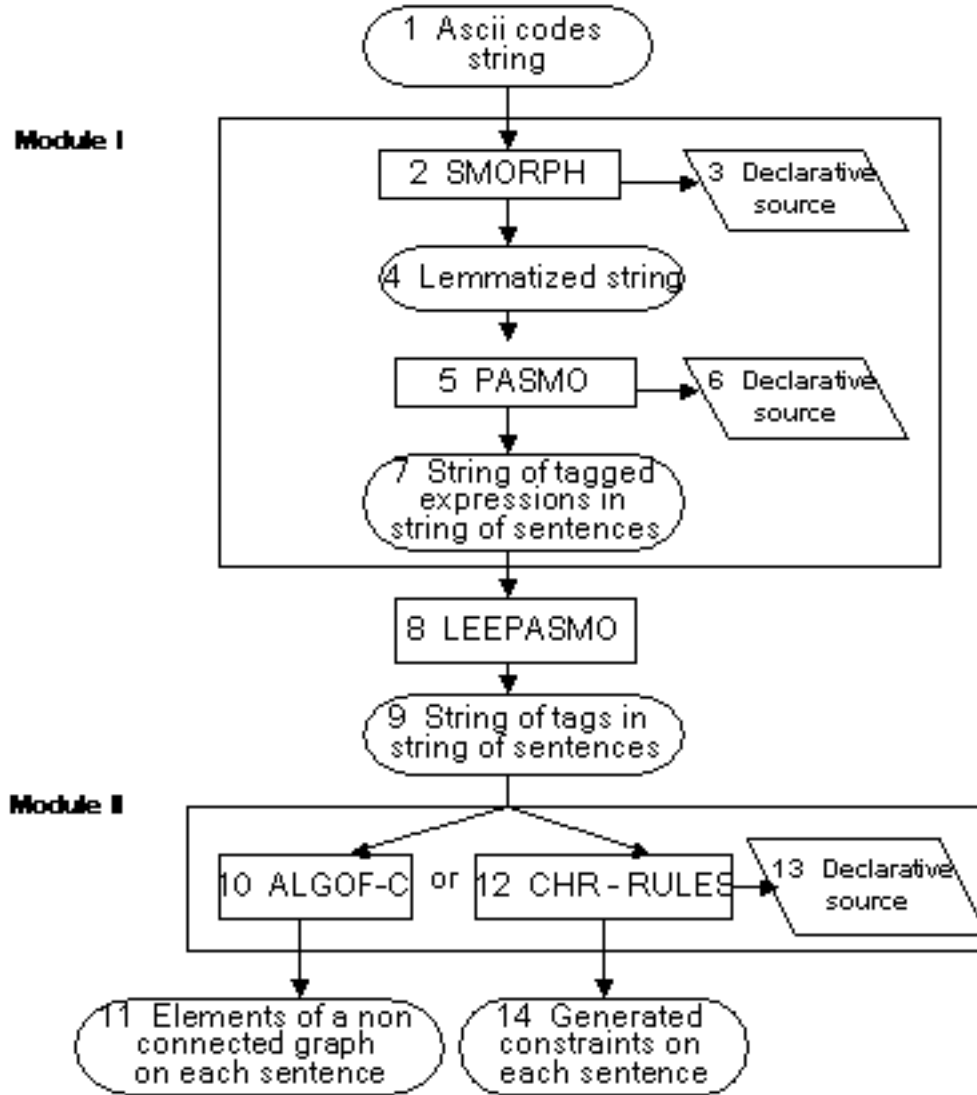 1 Ascii codes
string
Module I
2 SMORPH
3 Declarative
source
4 Lemmatized string
5 PASMO
6 Declarative
source
7 String of tagged
expressions in
string of sentences
8 LEEPASMO
9 String of tags in
string of sentences
Module II
10 ALGOF-C
or
12 CHR-RULES
13 Declarative
source
11 Elements of a non
connected graph
on each sentence
14 Generated
constraints on
each sentence